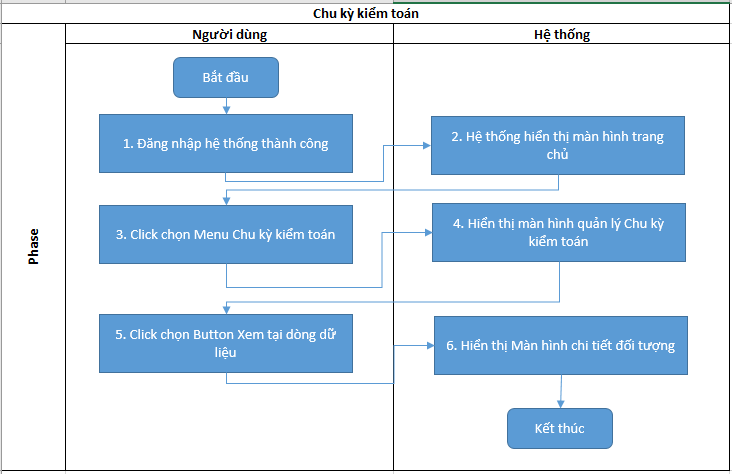 Chu kỳ kiểm toán
Người dùng
Hệ thống
Phase
Bắt đầu
1. Đăng nhập hệ thống thành công
2. Hệ thống hiển thị màn hình trang
chủ
3. Click chọn Menu Chu kỳ kiểm toán
4. Hiển thị màn hình quản lý Chu kỳ
kiểm toán
5. Click chọn Button Xem tại dòng dữ
liệu
6. Hiển thị Màn hình chi tiết đối tượng
Kết thúc